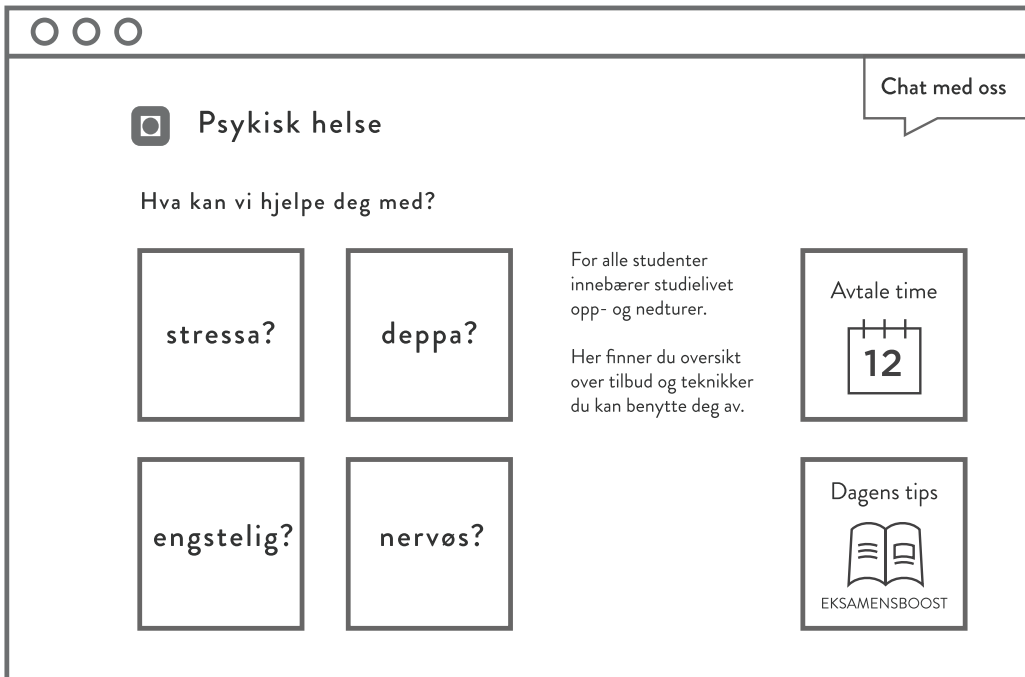 Chat med oss
Psykisk helse
Hva kan vi hjelpe deg med?
stressa?
deppa?
For alle studenter
innebærer studielivet
opp- og nedturer.
Her finner du oversikt
over tilbud og teknikker
du kan benytte deg av.
Avtale time
12
engstelig?
nervøs?
Dagens tips
EKSAMENSBOOST